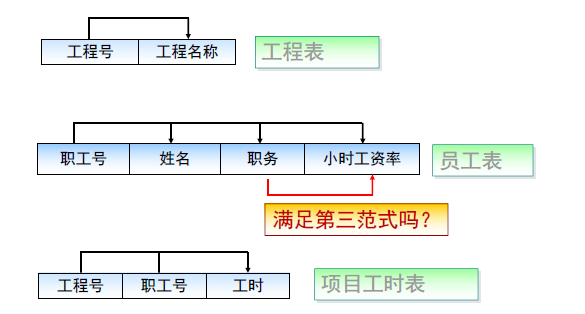 工程号 工程名称 工程表
职工号 姓名 职务 小时工资率 员工表
满足第三范式吗?
工程号 职工号 工时 项目工时表